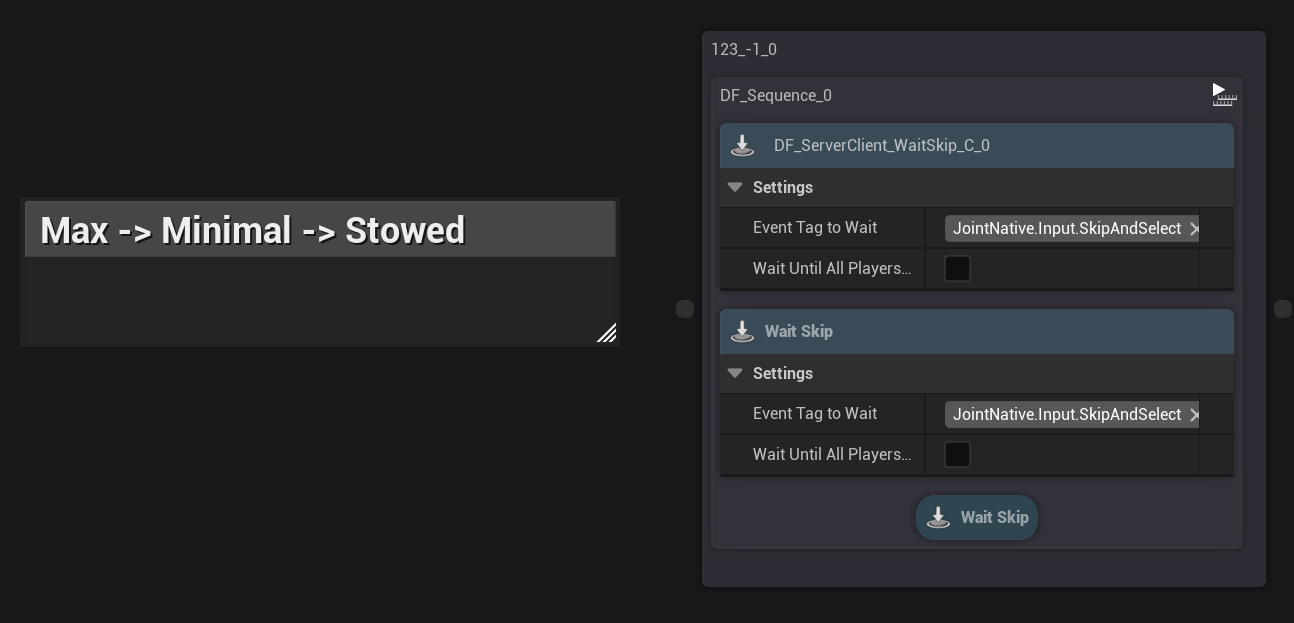 Max -> Minimal -> Stowed
123_-1_0
DF_Sequence_0
DF_ServerClient_WaitSkip_C_0
Settings
Event Tag to Wait JointNative.Input.SkipAndSelect
Wait Until All Players...
Wait Skip
Settings
Event Tag to Wait JointNative.Input.SkipAndSelect
Wait Until All Players...
Wait Skip